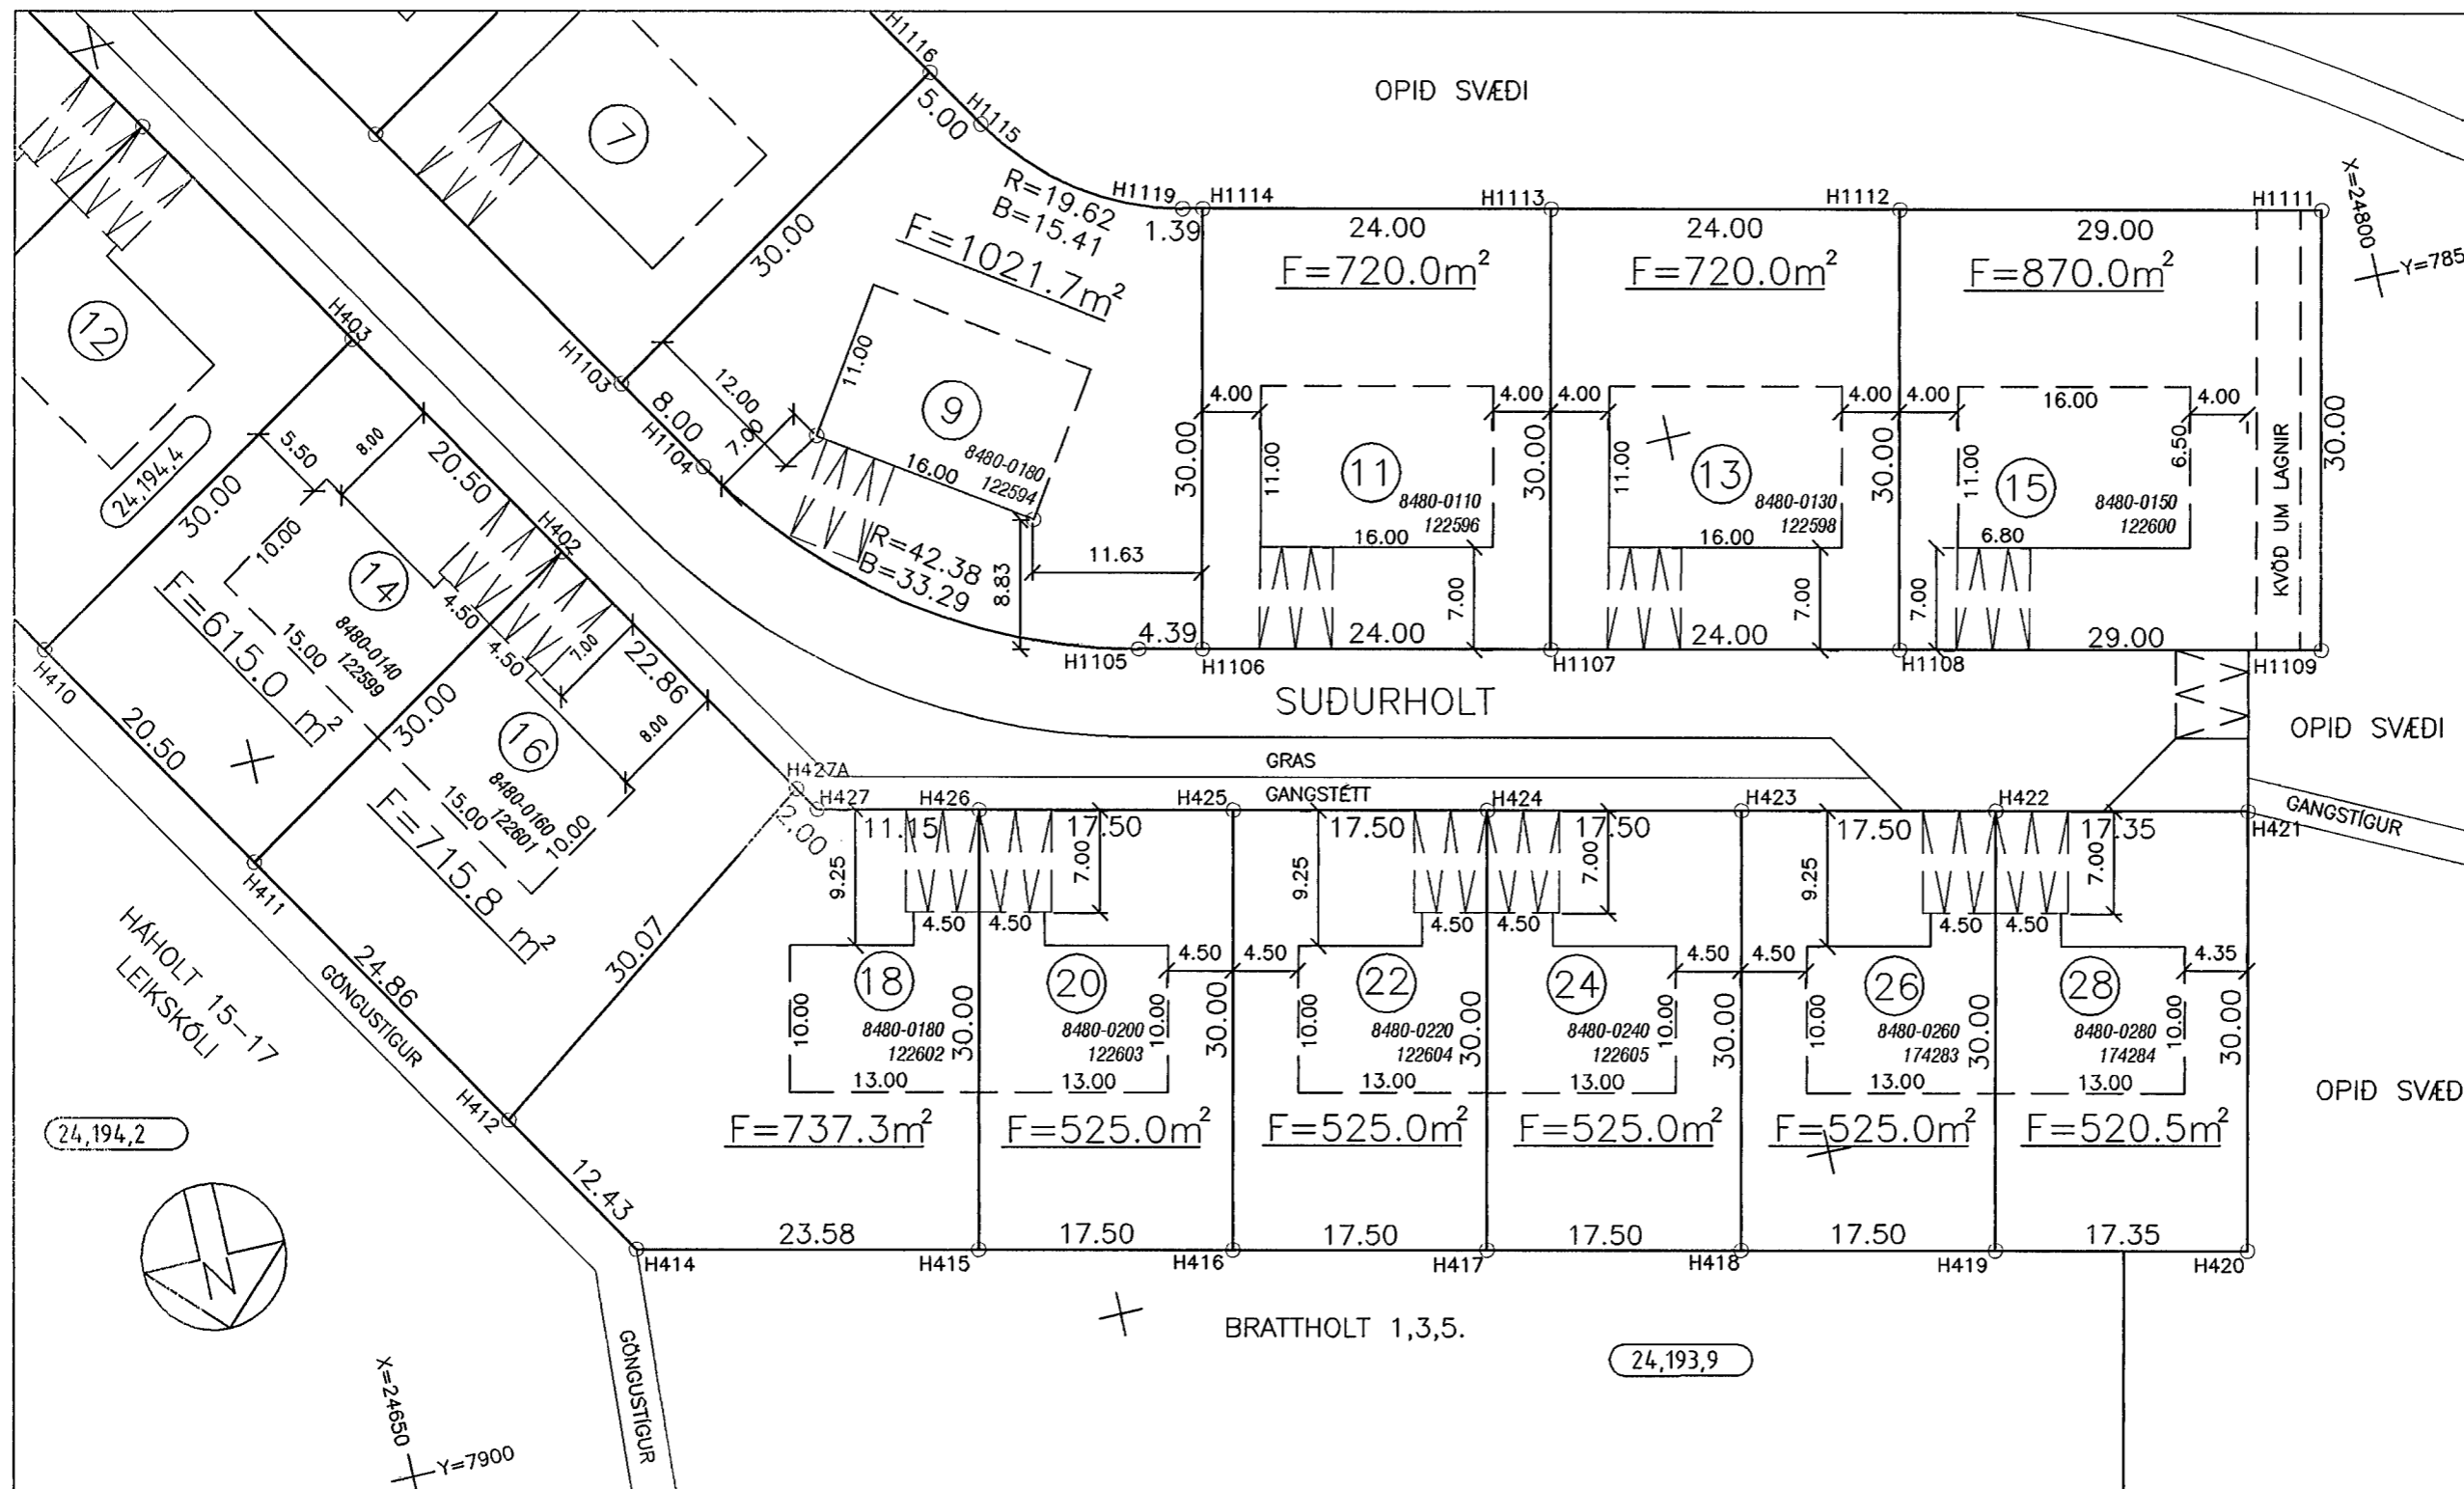 H1116
5.00
H1115
R=19.62
B=15.41
F=1021.7m²
OPIÐ SVÆÐI
7
30.00
H1119
H1114
1.39
24.00
F=720.0m²
H1113
24.00
F=720.0m²
H1112
29.00
F=870.0m²
H1111
X=24800
Y=785
12
H403
H1103
8.00
H1104
12.00
7.00
11.00
9
8480-0180
122594
16.00
R=42.38
B=33.29
8.83
11.63
4.39
H1105
H1106
30.00
4.00
11.00
11
8480-0110
122596
16.00
7.00
24.00
4.00
4.00
30.00
H1107
11.00
13
8480-0130
122598
16.00
7.00
24.00
4.00
4.00
30.00
H1108
11.00
16.00
15
8480-0150
122600
6.50
4.00
6.80
7.00
29.00
KVÖÐ UM LAGNIR
30.00
H1109
24,194,4
5.50
8.00
20.50
H402
30.00
10.00
14
8480-0140
122599
15.00
F=615.0 m²
4.50
4.50
7.00
22.86
8.00
H410
20.50
30.00
16
8480-0160
122601
15.00
10.00
F=715.8 m²
H411
SUÐURHOLT
OPIÐ SVÆÐI
GRAS
GANGSTÉTT
GANGSTÍGUR
H427A
H427
2.00
11.15
H426
17.50
H425
17.50
H424
17.50
H423
17.50
H422
17.35
H421
HÁHOLT 15-17
LEIKSKÓLI
GÖNGUSTÍGUR
24.86
30.07
H412
12.43
9.25
4.50
4.50
7.00
4.50
4.50
9.25
4.50
4.50
7.00
4.50
4.50
9.25
4.50
4.50
7.00
4.35
18
8480-0180
122602
10.00
13.00
30.00
20
8480-0200
122603
10.00
13.00
30.00
22
8480-0220
122604
10.00
13.00
30.00
24
8480-0240
122605
10.00
13.00
30.00
26
8480-0260
174283
10.00
13.00
30.00
28
8480-0280
174284
10.00
13.00
30.00
OPIÐ SVÆÐ
F=737.3m²
F=525.0m²
F=525.0m²
F=525.0m²
F=525.0m²
F=520.5m²
24,194,2
N
23.58
17.50
17.50
17.50
17.50
17.35
H414
H415
H416
H417
H418
H419
H420
GÖNGUSTÍGUR
BRATTHOLT 1,3,5.
24,193,9
X=24650
Y=7900